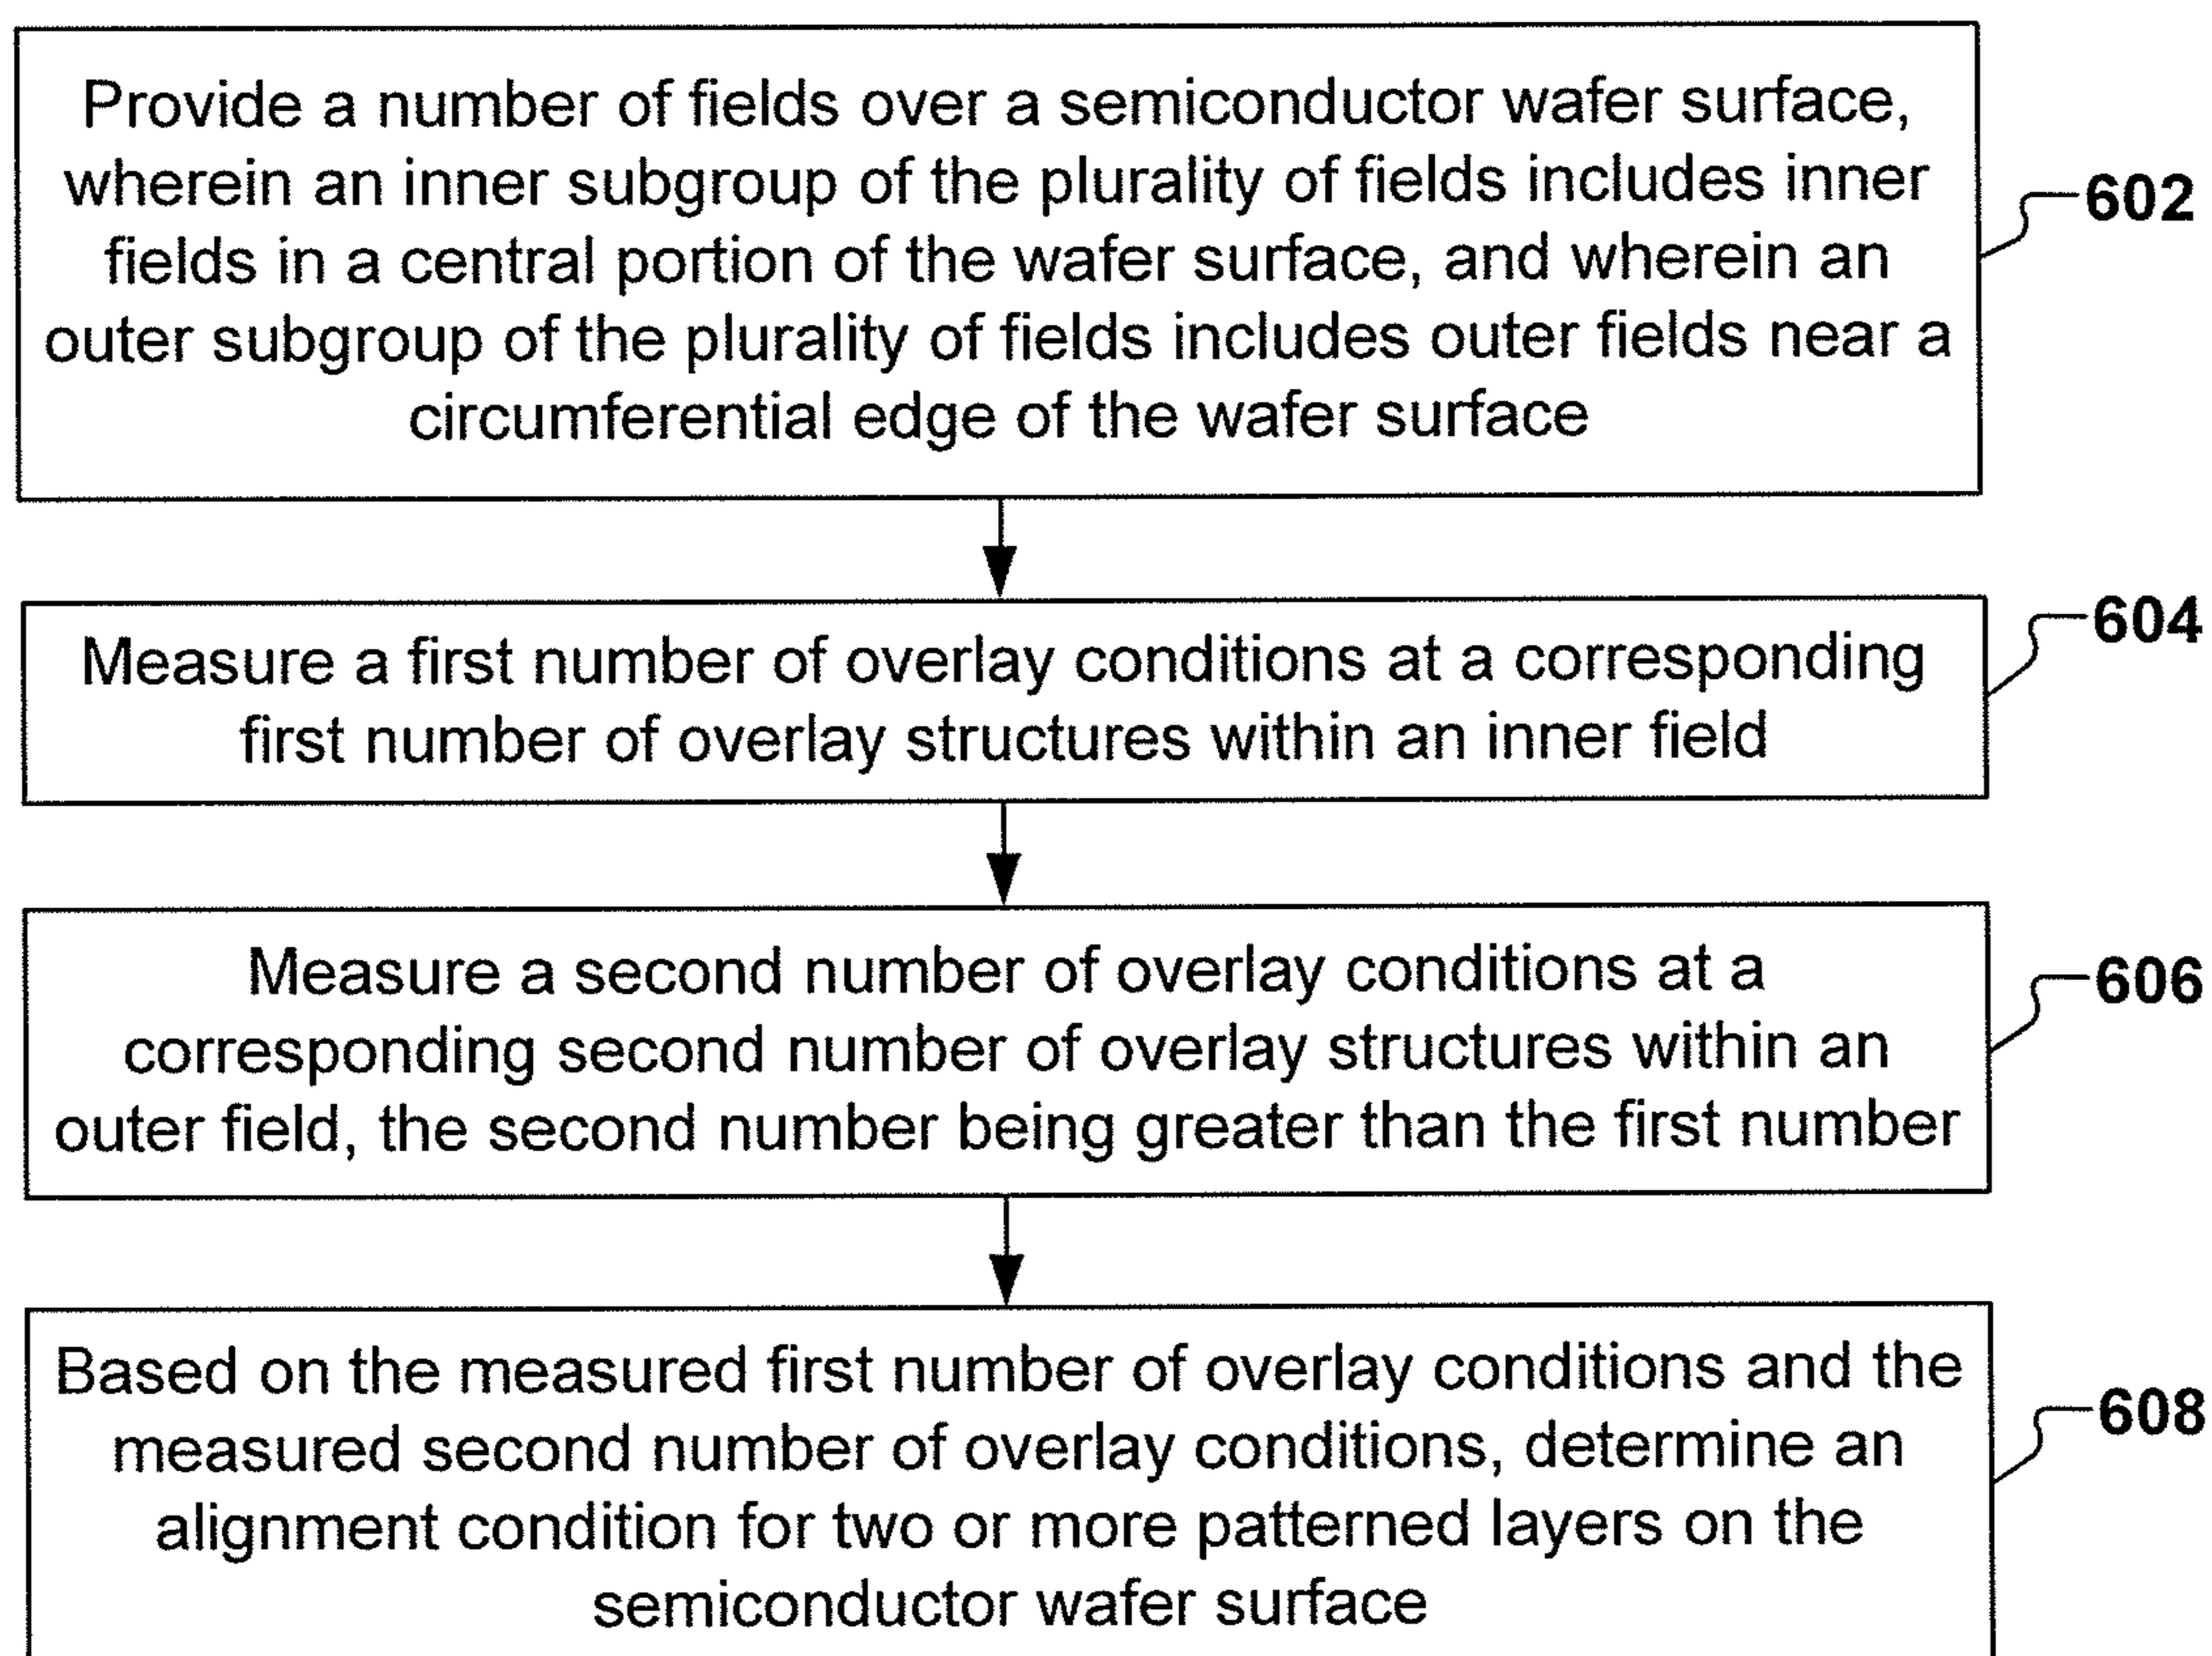 Provide a number of fields over a semiconductor wafer surface,
wherein an inner subgroup of the plurality of fields includes inner
fields in a central portion of the wafer surface, and wherein an
outer subgroup of the plurality of fields includes outer fields near a
circumferential edge of the wafer surface
602
Measure a first number of overlay conditions at a corresponding
first number of overlay structures within an inner field
604
Measure a second number of overlay conditions at a
corresponding second number of overlay structures within an
outer field, the second number being greater than the first number
606
Based on the measured first number of overlay conditions and the
measured second number of overlay conditions, determine an
alignment condition for two or more patterned layers on the
semiconductor wafer surface
608